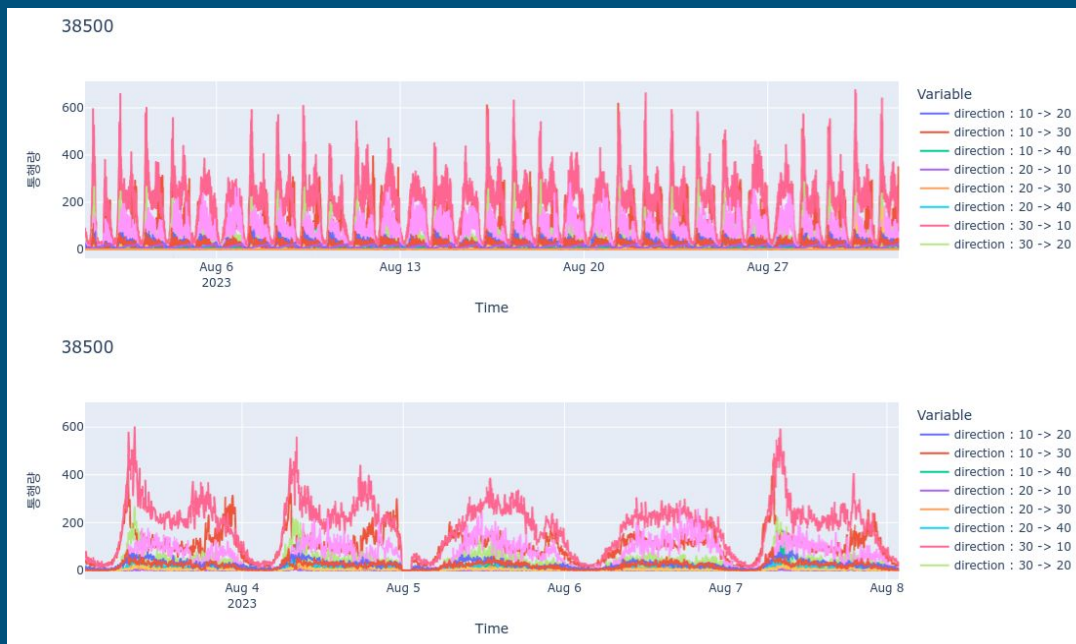 38500
600
400
200
0
통행량
Aug 6
2023
Aug 13
Aug 20
Aug 27
Time
Variable
direction : 10 -> 20
direction : 10 -> 30
direction : 10 -> 40
direction : 20 -> 10
direction : 20 -> 30
direction : 20 -> 40
direction : 30 -> 10
direction : 30 -> 20
38500
600
400
200
0
통행량
Aug 4
2023
Aug 5
Aug 6
Aug 7
Aug 8
Time
Variable
direction : 10 -> 20
direction : 10 -> 30
direction : 10 -> 40
direction : 20 -> 10
direction : 20 -> 30
direction : 20 -> 40
direction : 30 -> 10
direction : 30 -> 20